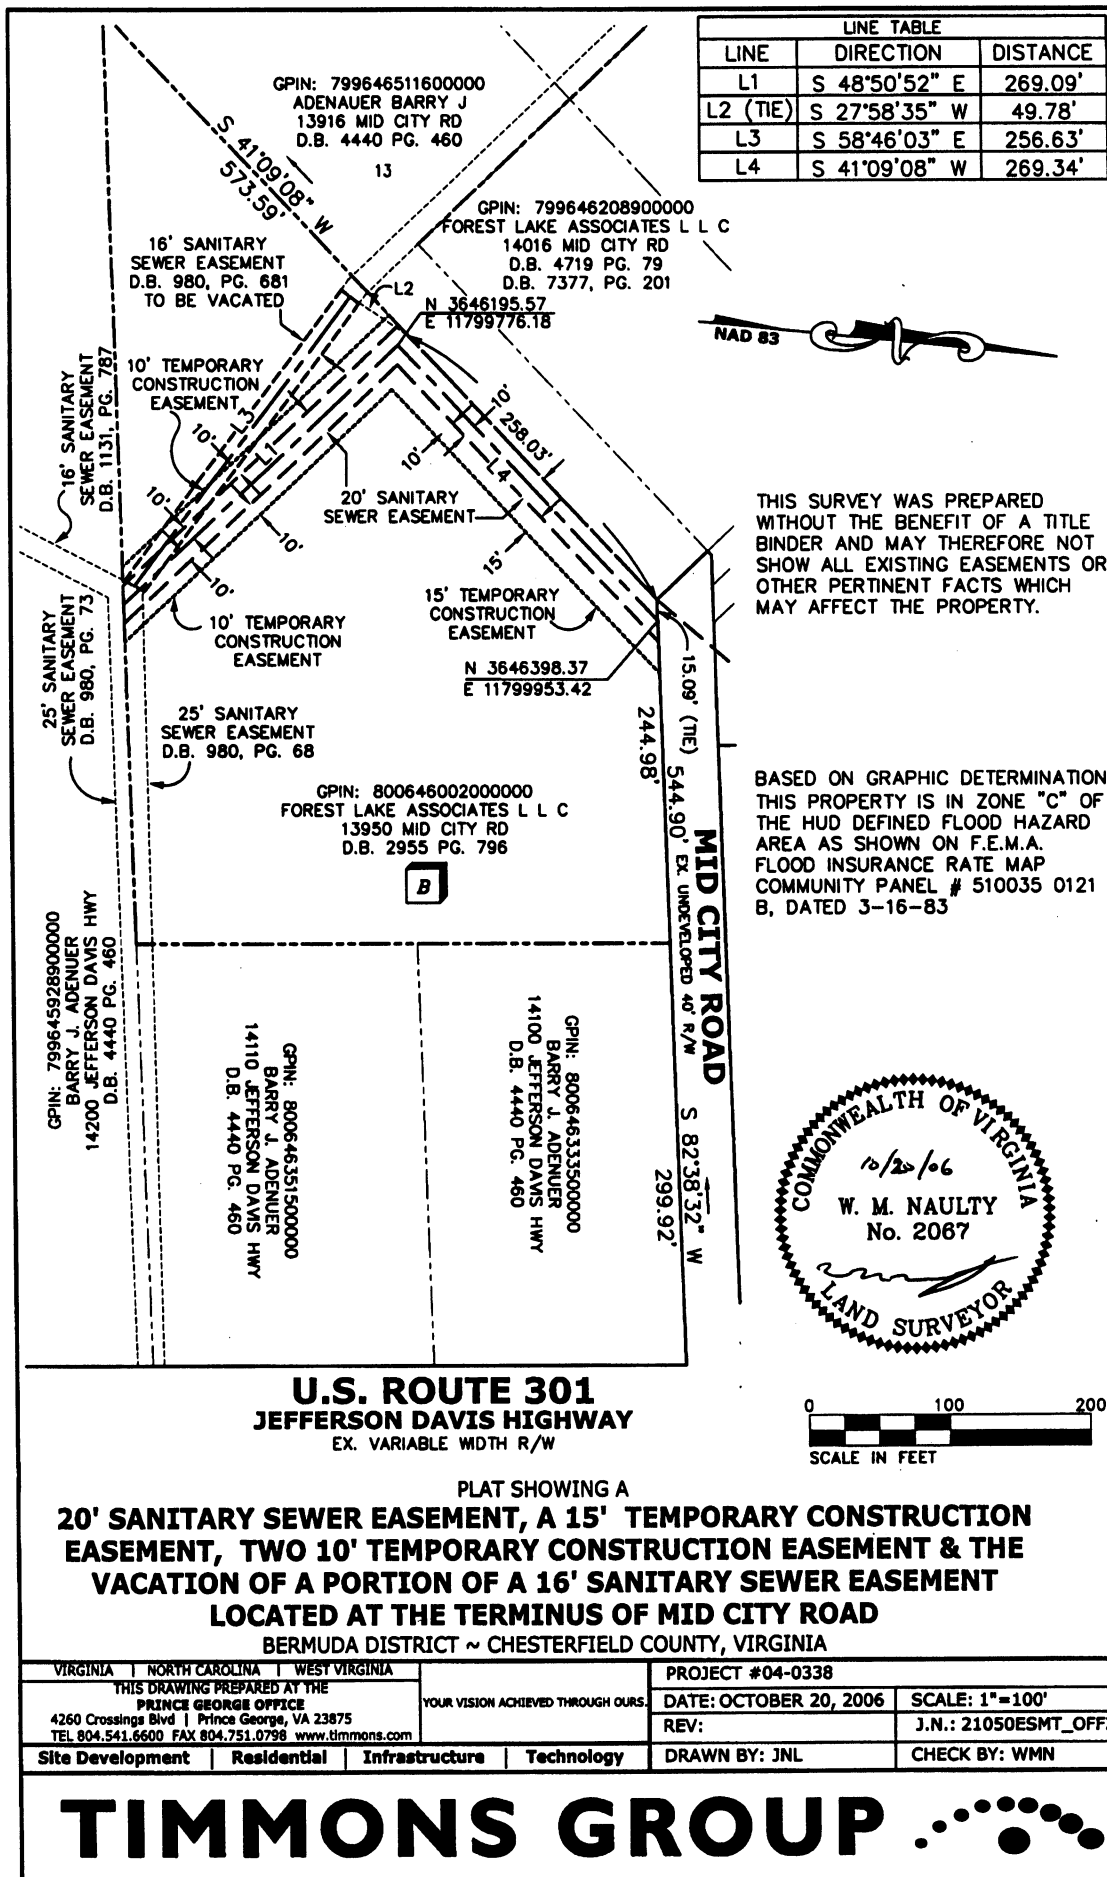 LINE TABLE
LINE DIRECTION DISTANCE
L1 S 48°50'52" E 269.09'
L2 (TIE) S 27°58'35" W 49.78'
L3 S 58°46'03" E 256.63'
L4 S 41°09'08" W 269.34'
GPIN: 799646511600000
ADENAUER BARRY J
13916 MID CITY RD
D.B. 4440 PG. 460
13
S 41°09'08" W
573.59'
GPIN: 799646208900000
FOREST LAKE ASSOCIATES L L C
14016 MID CITY RD
D.B. 4719 PG. 79
D.B. 7377, PG. 201
16' SANITARY
SEWER EASEMENT
D.B. 980, PG. 681
TO BE VACATED
L2
N 3646195.57
E 11799776.18
NAD 83
16' SANITARY
SEWER EASEMENT
D.B. 1131, PG. 787
10' TEMPORARY
CONSTRUCTION
EASEMENT
10'
L3
L1
10'
10'
10'
10'
10'
258.03'
L4
15'
20' SANITARY
SEWER EASEMENT
10'
THIS SURVEY WAS PREPARED
WITHOUT THE BENEFIT OF A TITLE
BINDER AND MAY THEREFORE NOT
SHOW ALL EXISTING EASEMENTS OR
OTHER PERTINENT FACTS WHICH
MAY AFFECT THE PROPERTY.
15' TEMPORARY
CONSTRUCTION
EASEMENT
10' TEMPORARY
CONSTRUCTION
EASEMENT
N 3646398.37
E 11799953.42
25' SANITARY
SEWER EASEMENT
D.B. 980, PG. 73
25' SANITARY
SEWER EASEMENT
D.B. 980, PG. 68
15.09' (TIE)
244.98'
544.90'
EX. UNDEVELOPED 40' R/W
MID CITY ROAD
S 82°38'32" W
299.92'
GPIN: 800646002000000
FOREST LAKE ASSOCIATES L L C
13950 MID CITY RD
D.B. 2955 PG. 796
B
BASED ON GRAPHIC DETERMINATION
THIS PROPERTY IS IN ZONE "C" OF
THE HUD DEFINED FLOOD HAZARD
AREA AS SHOWN ON F.E.M.A.
FLOOD INSURANCE RATE MAP
COMMUNITY PANEL # 510035 0121
B, DATED 3-16-83
GPIN: 799645928900000
BARRY J. ADENUER
14200 JEFFERSON DAVIS HWY
D.B. 4440 PG. 460
GPIN: 800646351500000
BARRY J. ADENUER
14110 JEFFERSON DAVIS HWY
D.B. 4440 PG. 460
GPIN: 800646333500000
BARRY J. ADENUER
14100 JEFFERSON DAVIS HWY
D.B. 4440 PG. 460
COMMONWEALTH OF VIRGINIA
10/20/06
W. M. NAULTY
No. 2067
LAND SURVEYOR
U.S. ROUTE 301
JEFFERSON DAVIS HIGHWAY
EX. VARIABLE WIDTH R/W
0 100 200
SCALE IN FEET
PLAT SHOWING A
20' SANITARY SEWER EASEMENT, A 15' TEMPORARY CONSTRUCTION
EASEMENT, TWO 10' TEMPORARY CONSTRUCTION EASEMENT & THE
VACATION OF A PORTION OF A 16' SANITARY SEWER EASEMENT
LOCATED AT THE TERMINUS OF MID CITY ROAD
BERMUDA DISTRICT ~ CHESTERFIELD COUNTY, VIRGINIA
VIRGINIA | NORTH CAROLINA | WEST VIRGINIA
THIS DRAWING PREPARED AT THE
PRINCE GEORGE OFFICE
4260 Crossings Blvd | Prince George, VA 23875
TEL 804.541.6600 FAX 804.751.0798 www.timmons.com
YOUR VISION ACHIEVED THROUGH OURS.
Site Development | Residential | Infrastructure | Technology
PROJECT #04-0338
DATE: OCTOBER 20, 2006 SCALE: 1"=100'
REV: J.N.: 21050ESMT_OFF
DRAWN BY: JNL CHECK BY: WMN
TIMMONS GROUP